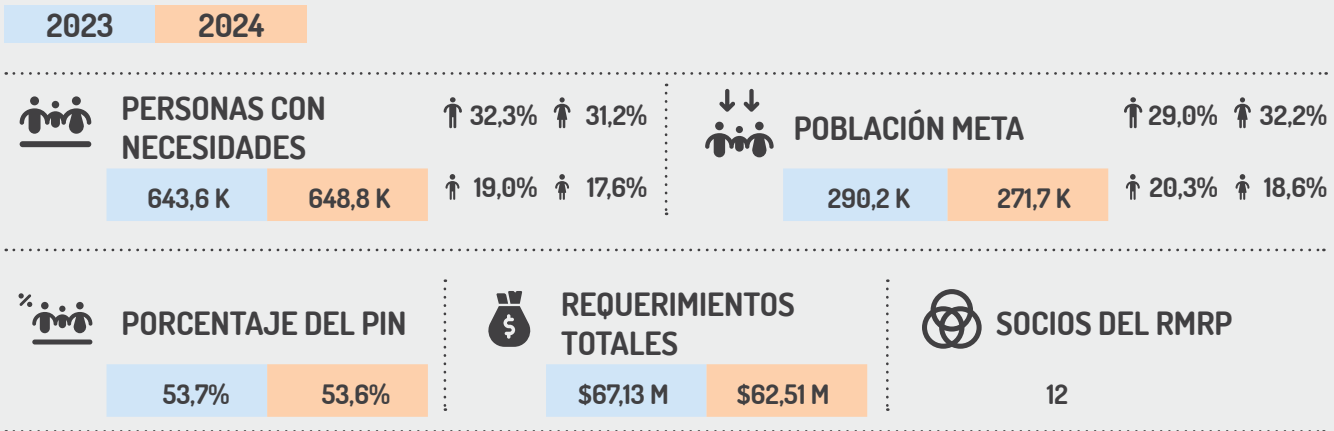 2023 2024
PERSONAS CON
NECESIDADES
643,6 K 648,8 K
32,3% 31,2%
19,0% 17,6%
POBLACIÓN META
290,2 K 271,7 K
29,0% 32,2%
20,3% 18,6%
%
PORCENTAJE DEL PIN
53,7% 53,6%
$
REQUERIMIENTOS
TOTALES
$67,13 M $62,51 M
SOCIOS DEL RMRP
12